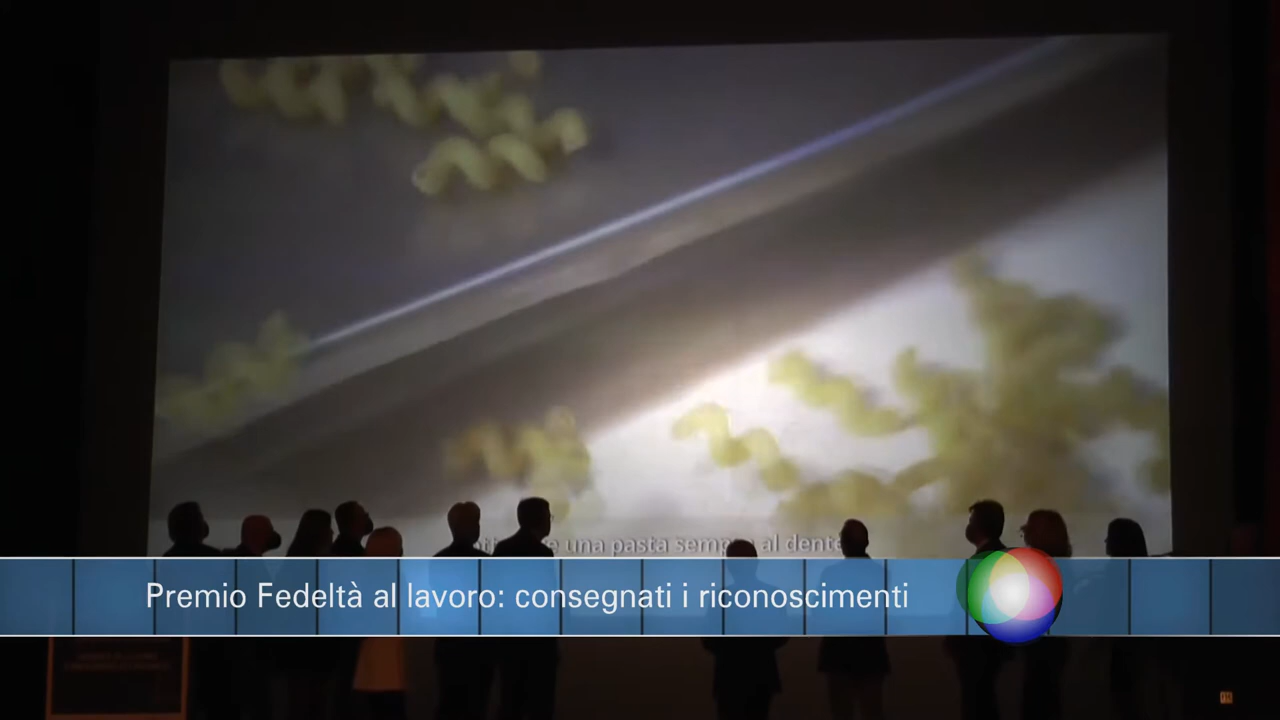 una pasta sempre al dente
Premio Fedeltà al lavoro: consegnati i riconoscimenti